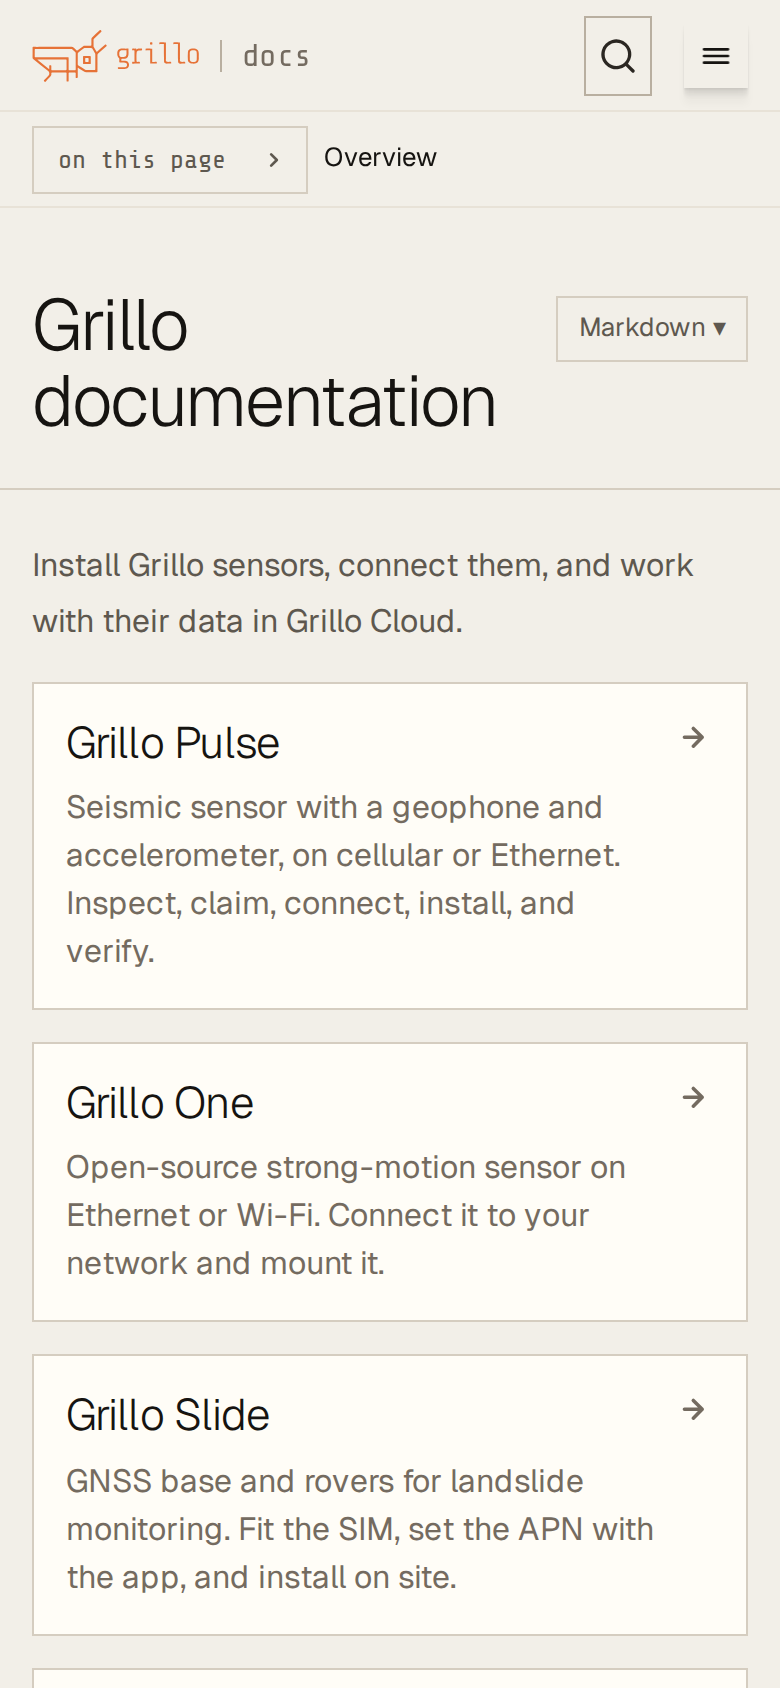 grillo | docs
on this page
Overview
Grillo
documentation
Markdown ▾
Install Grillo sensors, connect them, and work
with their data in Grillo Cloud.
Grillo Pulse
Seismic sensor with a geophone and
accelerometer, on cellular or Ethernet.
Inspect, claim, connect, install, and
verify.
Grillo One
Open-source strong-motion sensor on
Ethernet or Wi-Fi. Connect it to your
network and mount it.
Grillo Slide
GNSS base and rovers for landslide
monitoring. Fit the SIM, set the APN with
the app, and install on site.